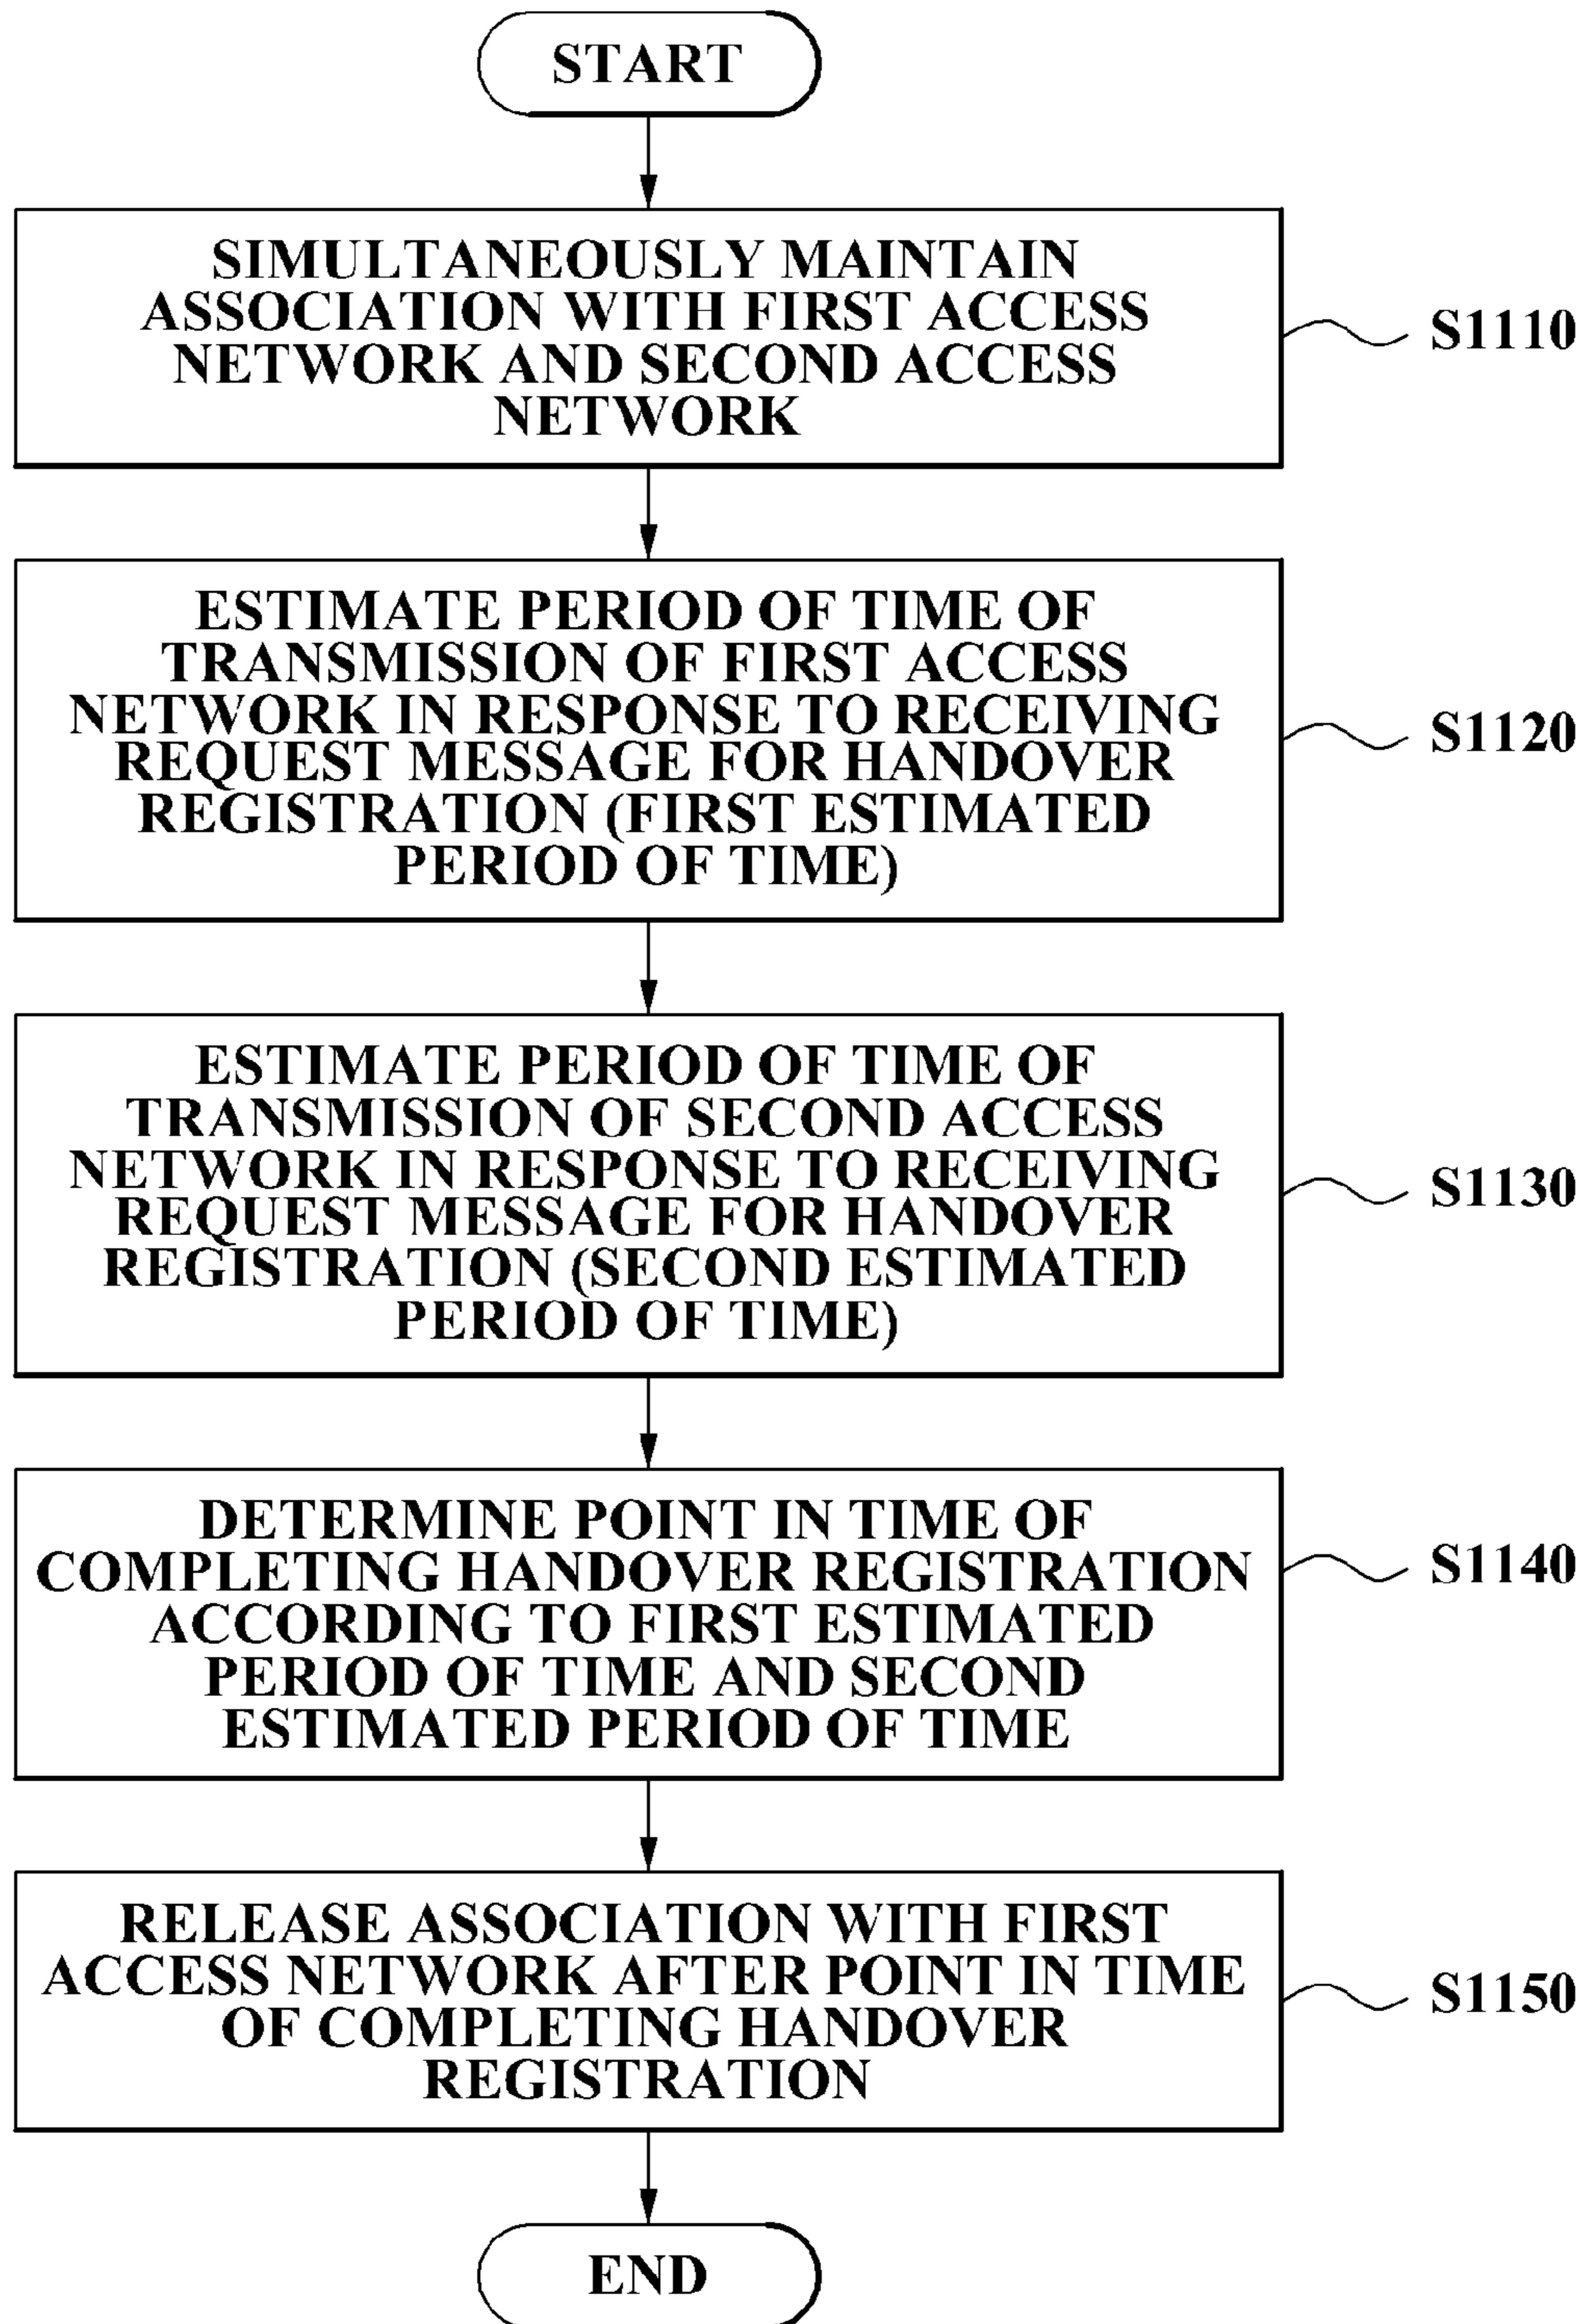 START
SIMULTANEOUSLY MAINTAIN
ASSOCIATION WITH FIRST ACCESS
NETWORK AND SECOND ACCESS
NETWORK
S1110
ESTIMATE PERIOD OF TIME OF
TRANSMISSION OF FIRST ACCESS
NETWORK IN RESPONSE TO RECEIVING
REQUEST MESSAGE FOR HANDOVER
REGISTRATION (FIRST ESTIMATED
PERIOD OF TIME)
S1120
ESTIMATE PERIOD OF TIME OF
TRANSMISSION OF SECOND ACCESS
NETWORK IN RESPONSE TO RECEIVING
REQUEST MESSAGE FOR HANDOVER
REGISTRATION (SECOND ESTIMATED
PERIOD OF TIME)
S1130
DETERMINE POINT IN TIME OF
COMPLETING HANDOVER REGISTRATION
ACCORDING TO FIRST ESTIMATED
PERIOD OF TIME AND SECOND
ESTIMATED PERIOD OF TIME
S1140
RELEASE ASSOCIATION WITH FIRST
ACCESS NETWORK AFTER POINT IN TIME
OF COMPLETING HANDOVER
REGISTRATION
S1150
END